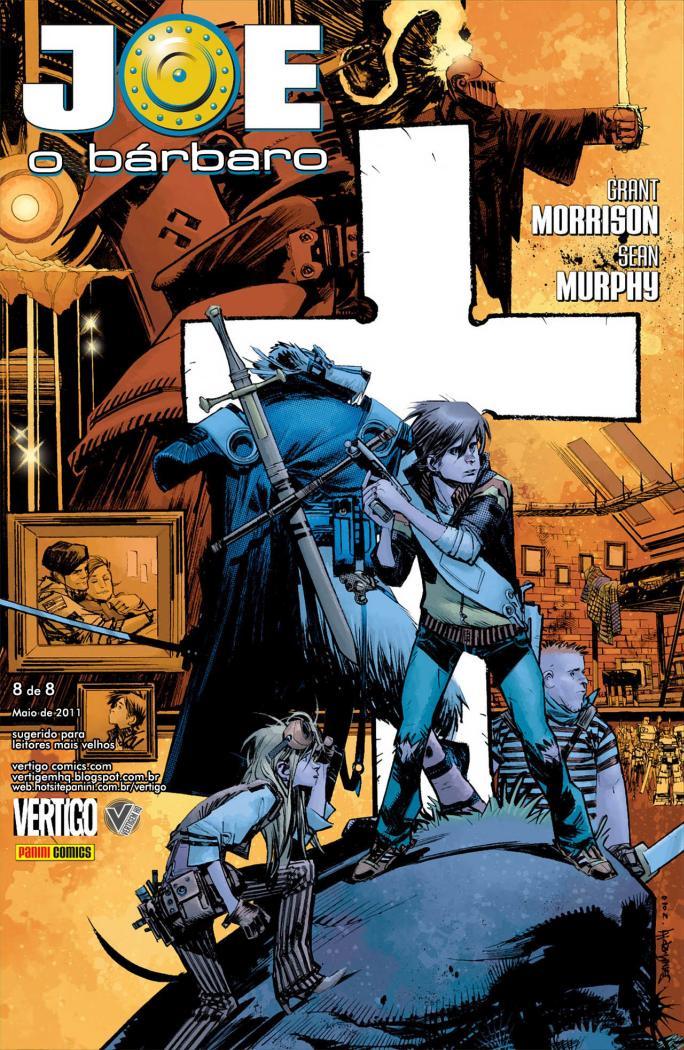 JOE
o bárbaro
GRANT
MORRISON
SEAN
MURPHY
8 de 8
Maio de 2011
sugerido para
leitores mais velhos
vertigo comics.com
vertigemhq.blogspot.com.br
web.hotsitepanini.com.br/vertigo
VERTIGO
PANINI COMICS